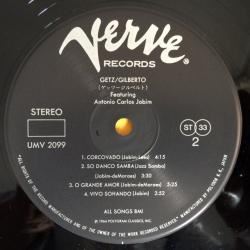 Verve
RECORDS
GETZ/GILBERTO
(ゲッツ/ジルベルト)
Featuring
Antonio Carlos Jobim
STEREO
UMV 2099
ST 33
2
1. CORCOVADO (Jobim-Lees) 4:15
2. SO DANCO SAMBA (Jazz Samba)
(Jobim-deMoraes) 3:30
3. O GRANDE AMOR (Jobim-deMoraes) 5:25
4. VIVO SOHANDO (Jobim) 2:52
ALL SONGS BMI